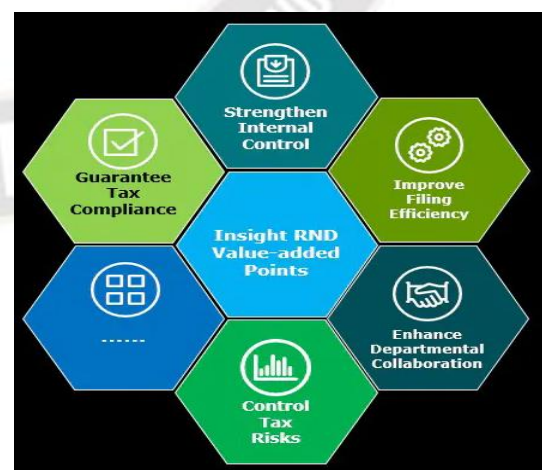 Strengthen
Internal
Control
Guarantee
Tax
Compliance
Improve
Filing
Efficiency
Insight RND
Value-added
Points
------
Enhance
Departmental
Collaboration
Control
Tax
Risks